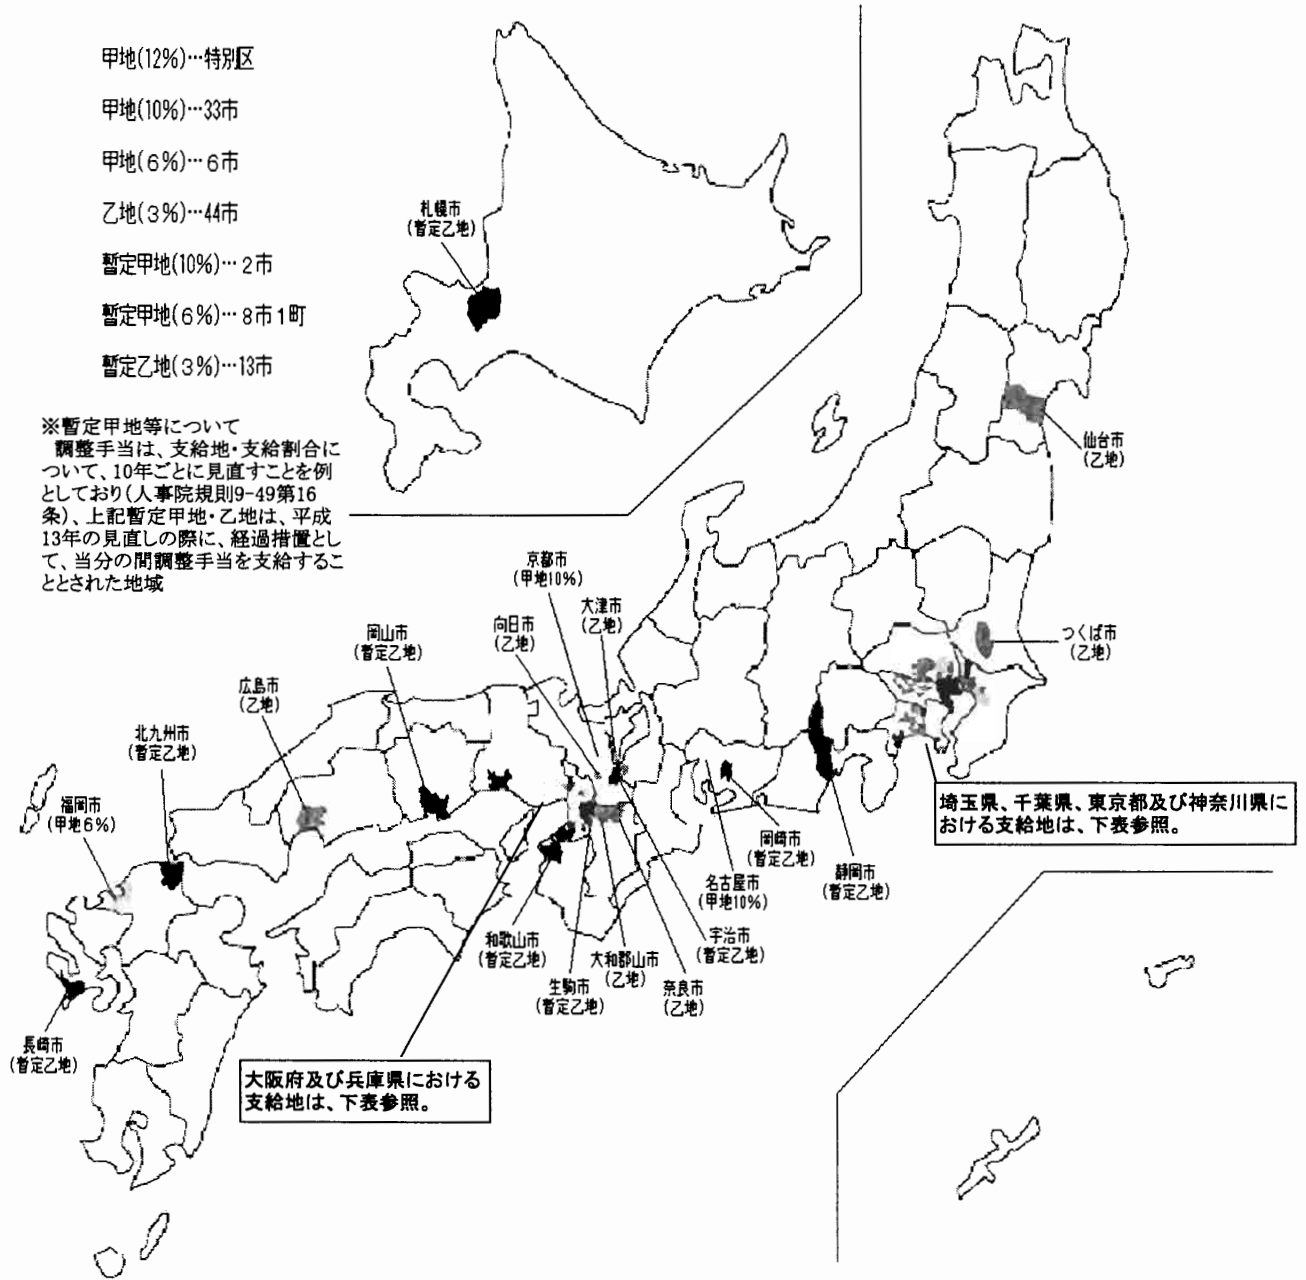 甲地(12%)…特別区
甲地(10%)…33市
甲地(6%)…6市
乙地(3%)…44市
暫定甲地(10%)…2市
暫定甲地(6%)…8市1町
暫定乙地(3%)…13市
※暫定甲地等について
調整手当は、支給地・支給割合に
ついて、10年ごとに見直すことを例
としており(人事院規則9-49第16
条)、上記暫定甲地・乙地は、平成
13年の見直しの際に、経過措置とし
て、当分の間調整手当を支給するこ
ととされた地域
札幌市
(暫定乙地)
仙台市
(乙地)
京都市
(甲地10%)
大津市
(乙地)
向日市
(乙地)
岡山市
(暫定乙地)
つくば市
(乙地)
広島市
(乙地)
北九州市
(暫定乙地)
福岡市
(甲地6%)
埼玉県、千葉県、東京都及び神奈川県に
おける支給地は、下表参照。
岡崎市
(暫定乙地)
静岡市
(暫定乙地)
名古屋市
(甲地10%)
宇治市
(暫定乙地)
和歌山市
(暫定乙地)
大和郡山市
(乙地)
生駒市
(暫定乙地)
奈良市
(乙地)
長崎市
(暫定乙地)
大阪府及び兵庫県における
支給地は、下表参照。